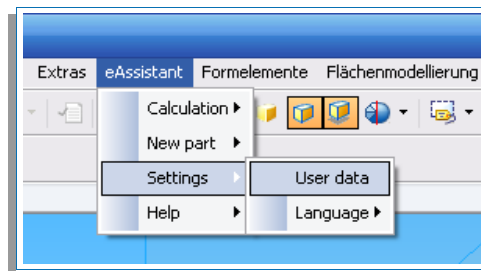 Extras eAssistant Formelemente Flächenmodellierung
Calculation
New part
Settings User data
Help Language